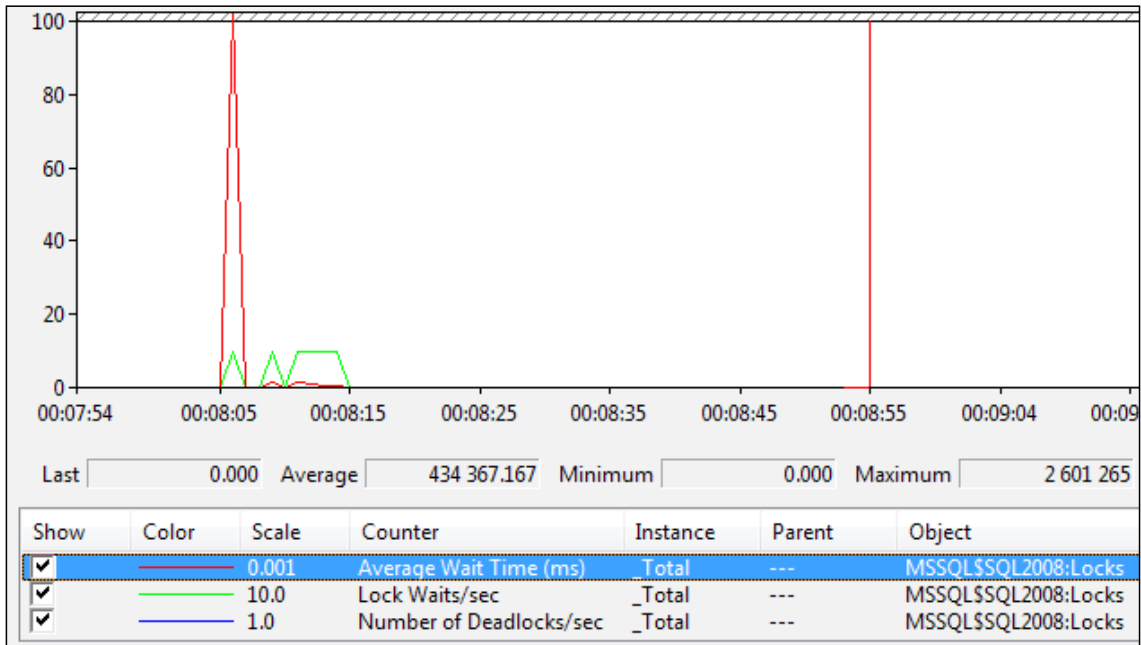 100
80
60
40
20
0
00:07:54 00:08:05 00:08:15 00:08:25 00:08:35 00:08:45 00:08:55 00:09:04 00:09
Last 0.000 Average 434 367.167 Minimum 0.000 Maximum 2 601 265
Show Color Scale Counter Instance Parent Object
0.001 Average Wait Time (ms) _Total --- MSSQL$SQL2008:Locks
10.0 Lock Waits/sec _Total --- MSSQL$SQL2008:Locks
1.0 Number of Deadlocks/sec _Total --- MSSQL$SQL2008:Locks